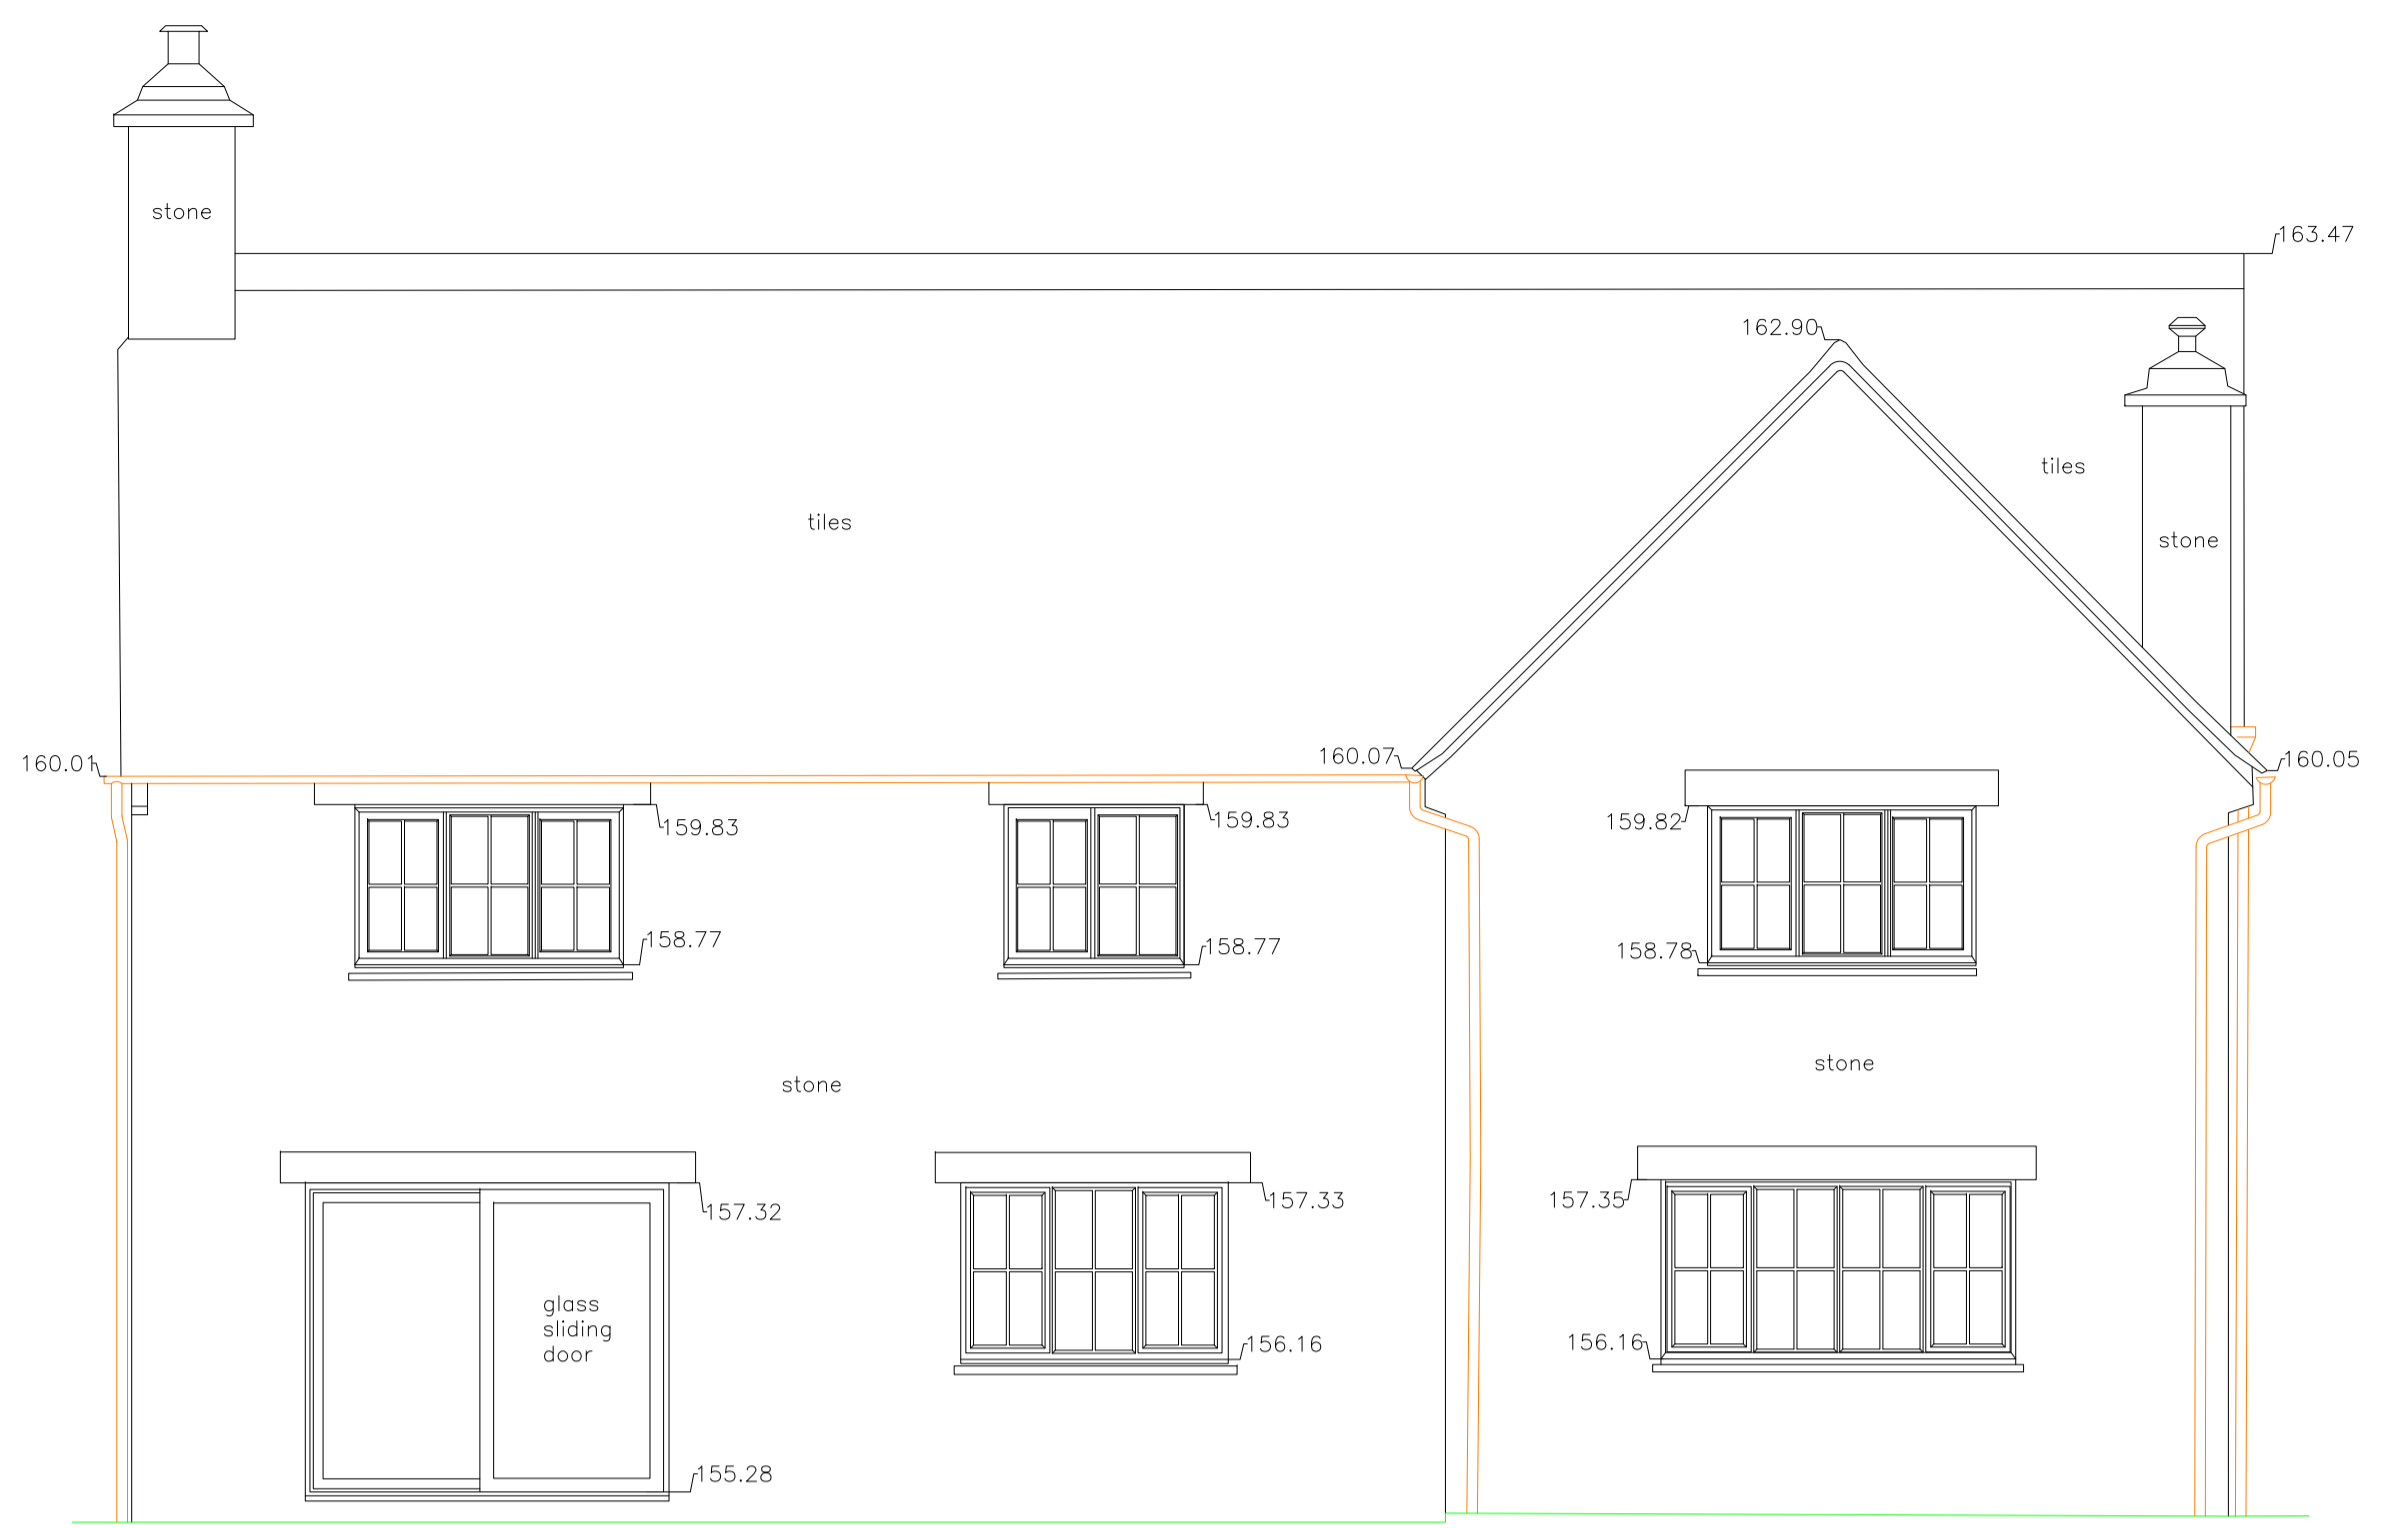 stone
163.47
162.90
tiles
tiles
stone
160.01
160.07
160.05
159.83
159.83
159.82
158.77
158.77
158.78
stone
stone
157.32
157.33
157.35
glass
sliding
door
156.16
156.16
155.28